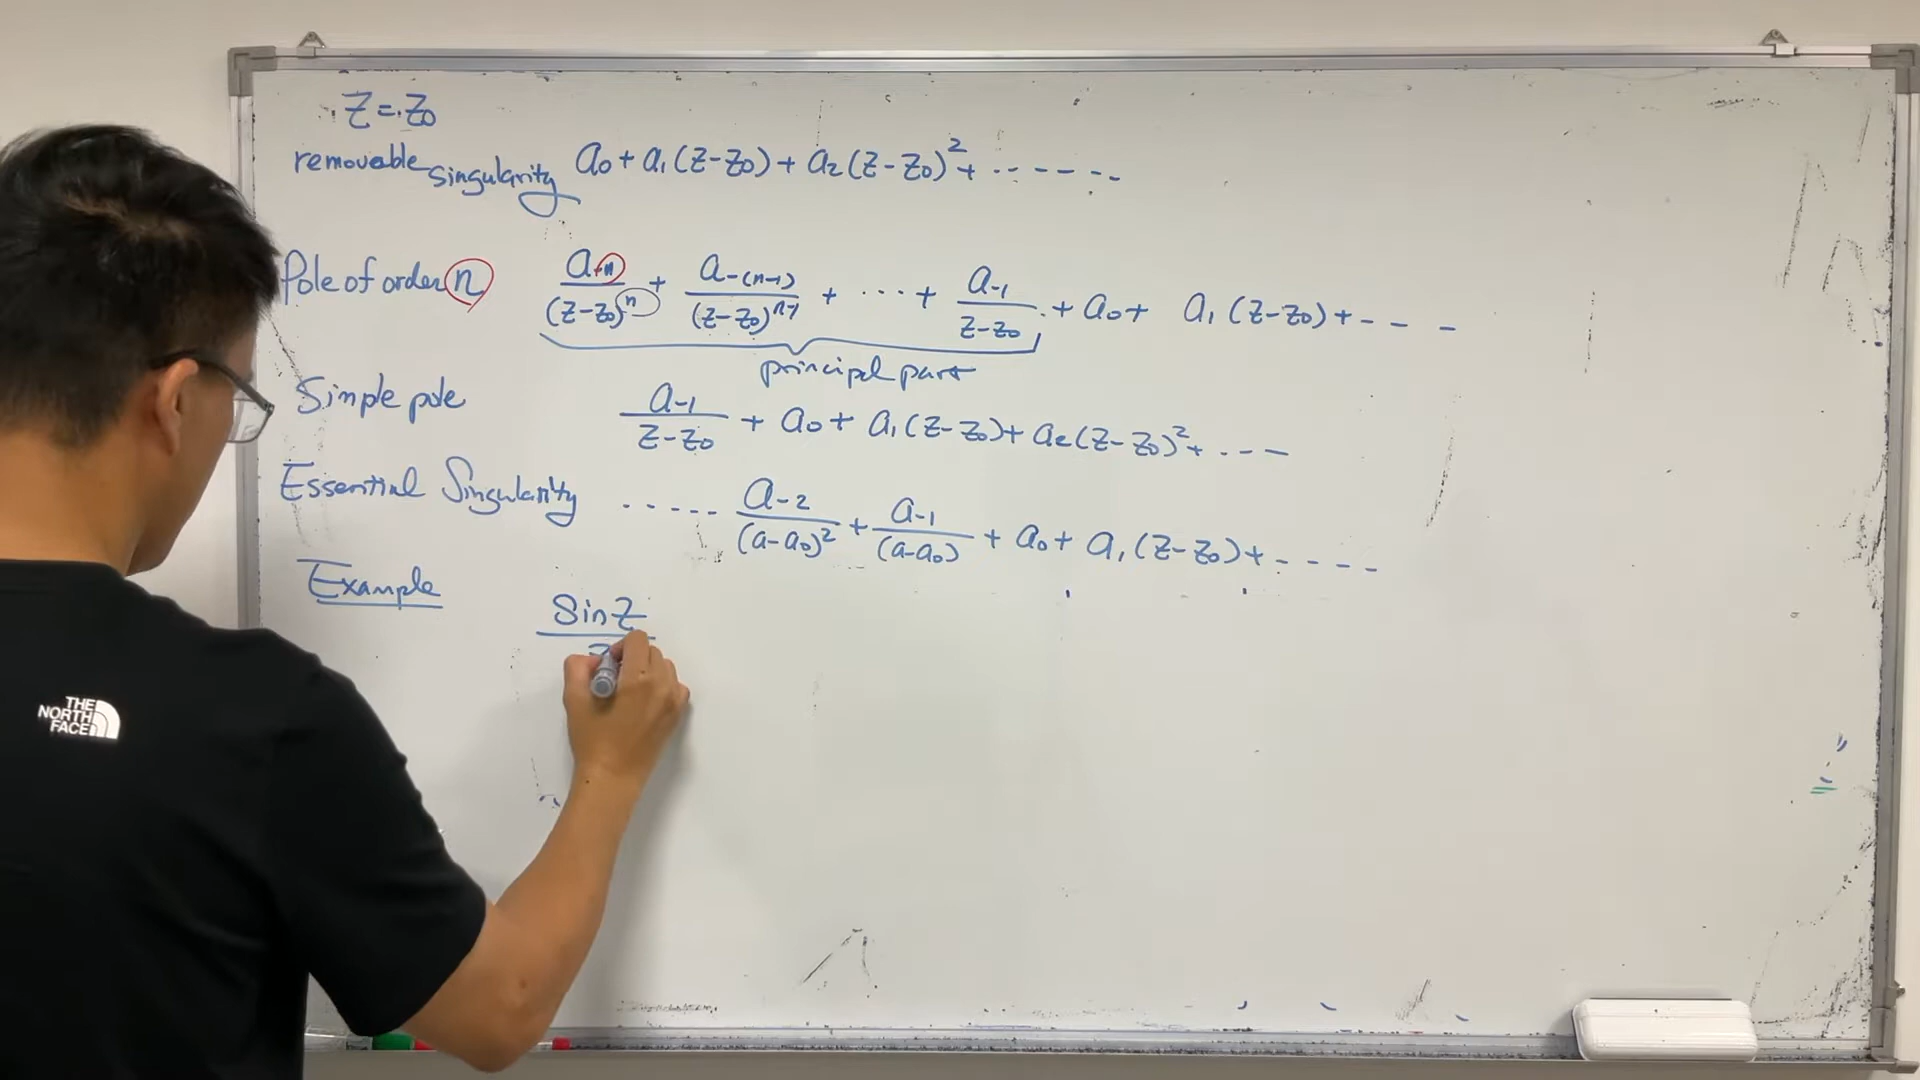 Z = Z₀
removable singularity a₀ + a₁(z-z₀) + a₂(z-z₀)² + ......
Pole of order n a₋ₙ/(z-z₀)ⁿ + a₋₍ₙ₋₁₎/(z-z₀)ⁿ⁻¹ + ... + a₋₁/z-z₀ + a₀ + a₁(z-z₀) + ---
principal part
Simple pole a₋₁/z-z₀ + a₀ + a₁(z-z₀) + a₂(z-z₀)² + ...
Essential Singularity ..... a₋₂/(a-a₀)² + a₋₁/(a-a₀) + a₀ + a₁(z-z₀) + ----
Example
Sin Z
THE
NORTH
FACE